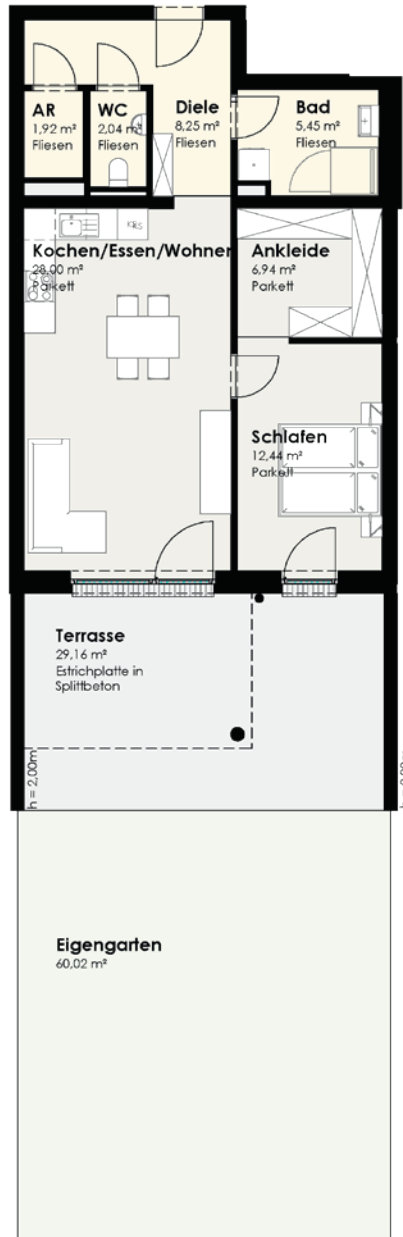 AR
1,92 m²
Fliesen
WC
2,04 m²
Fliesen
Diele
8,25 m²
Fliesen
Bad
5,45 m²
Fliesen
Kochen/Essen/Wohnen
28,00 m²
Parkett
Ankleide
6,94 m²
Parkett
Schlafen
12,44 m²
Parkett
Terrasse
29,16 m²
Estrichplatte in
Splittbeton
h = 2,00m
Eigengarten
60,02 m²